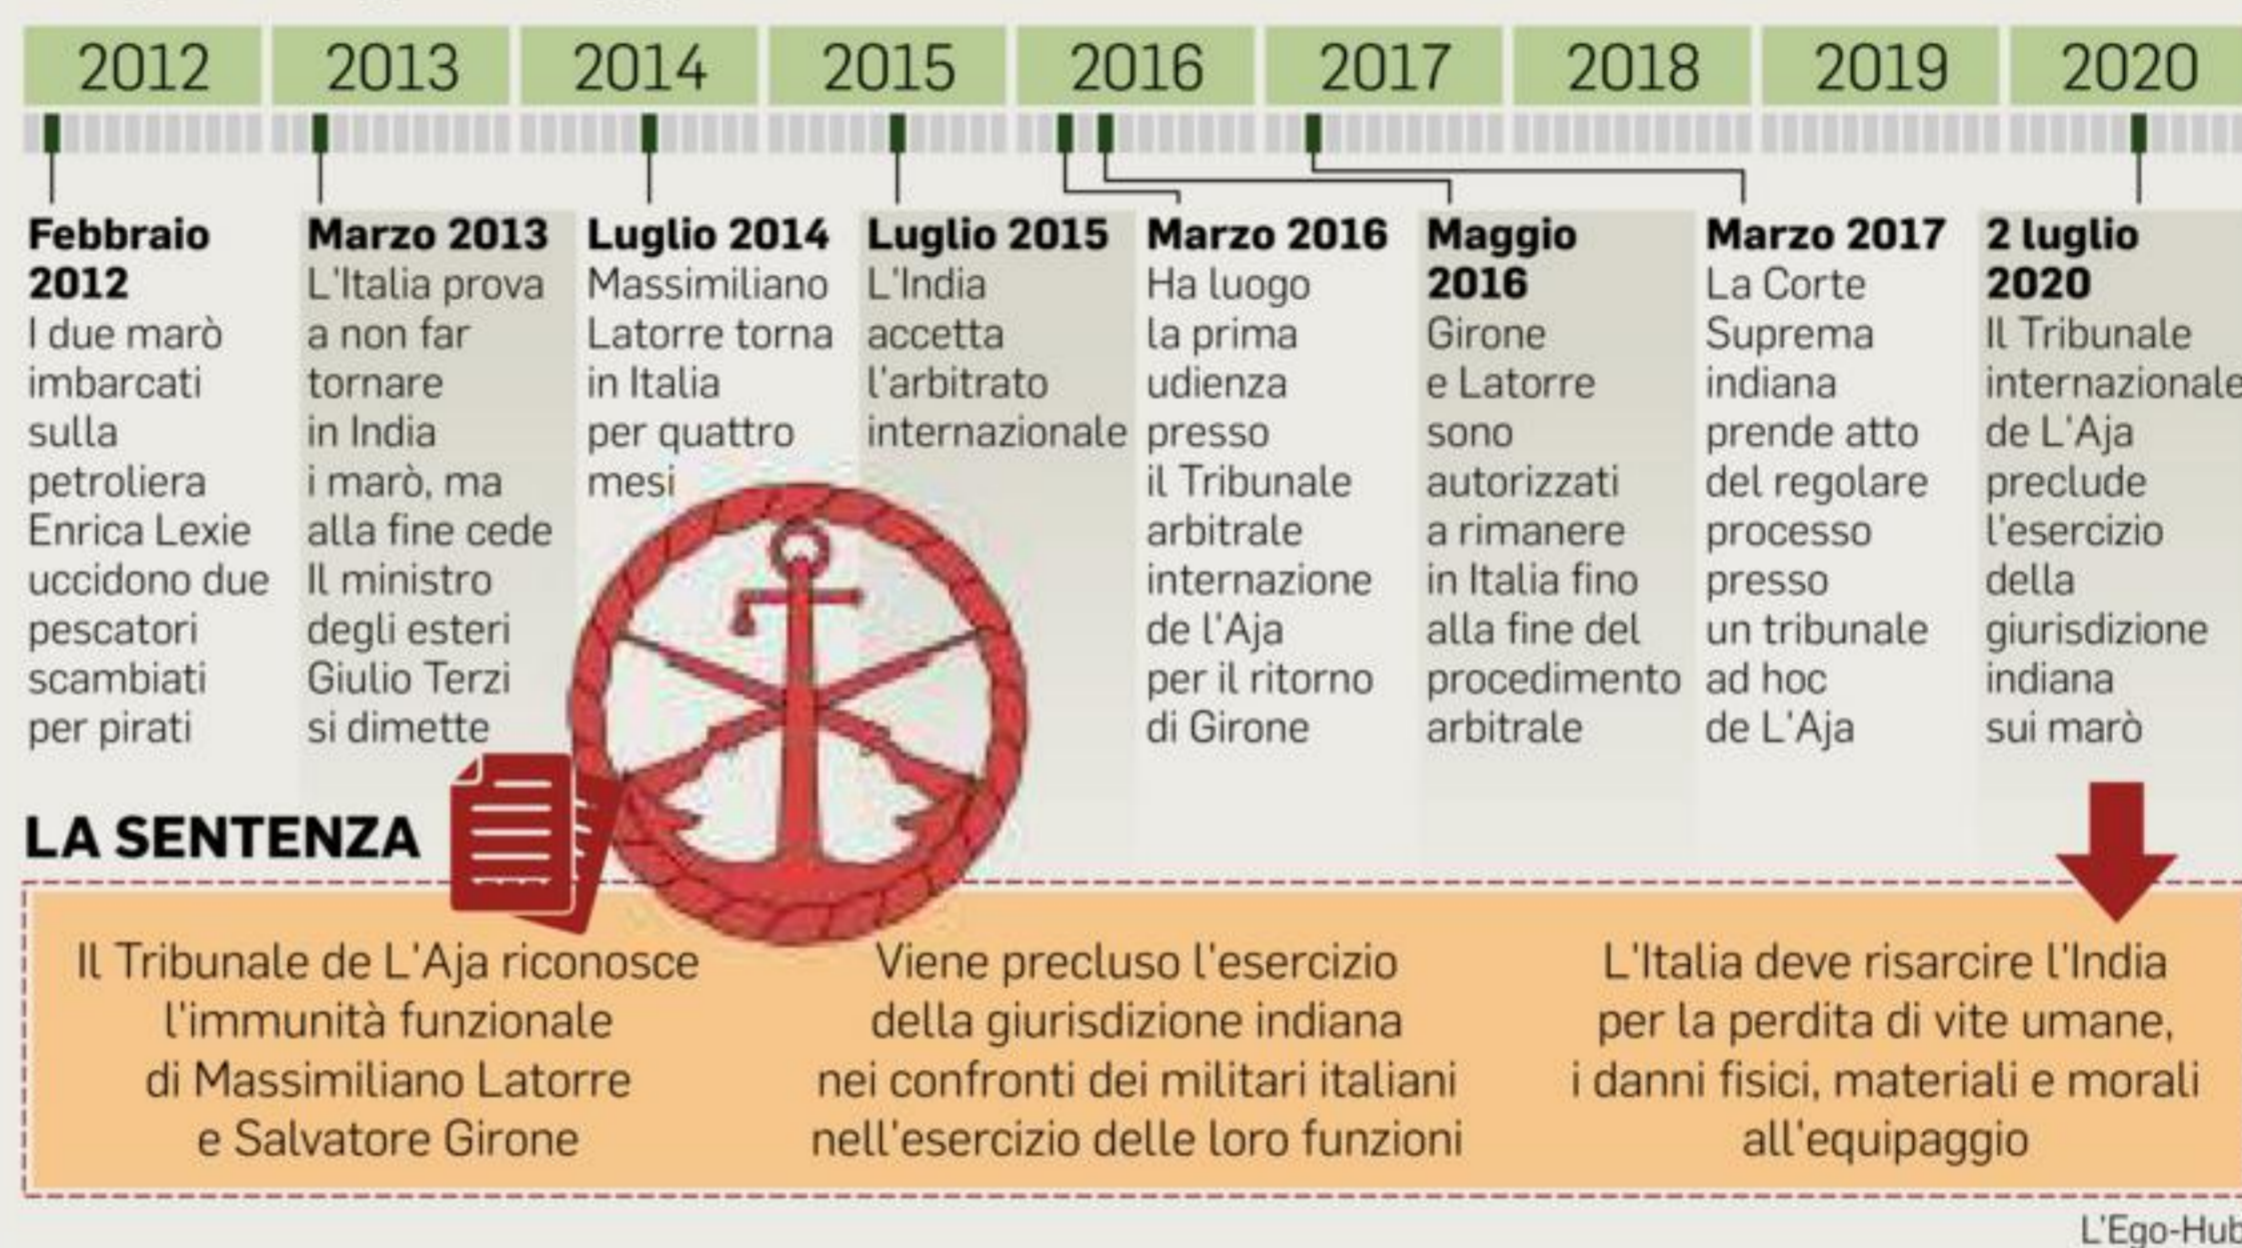 2012 2013 2014 2015 2016 2017 2018 2019 2020
Febbraio
2012
I due marò
imbarcati
sulla
petroliera
Enrica Lexie
uccidono due
pescatori
scambiati
per pirati
Marzo 2013
L'Italia prova
a non far
tornare
in India
i marò, ma
alla fine cede
Il ministro
degli esteri
Giulio Terzi
si dimette
Luglio 2014
Massimiliano
Latorre torna
in Italia
per quattro
mesi
Luglio 2015
L'India
accetta
l'arbitrato
internazionale
Marzo 2016
Ha luogo
la prima
udienza
presso
il Tribunale
arbitrale
internazione
de l'Aja
per il ritorno
di Girone
Maggio
2016
Girone
e Latorre
sono
autorizzati
a rimanere
in Italia fino
alla fine del
procedimento
arbitrale
Marzo 2017
La Corte
Suprema
indiana
prende atto
del regolare
processo
presso
un tribunale
ad hoc
de L'Aja
2 luglio
2020
Il Tribunale
internazionale
de L'Aja
preclude
l'esercizio
della
giurisdizione
indiana
sui marò
LA SENTENZA
Il Tribunale de L'Aja riconosce
l'immunità funzionale
di Massimiliano Latorre
e Salvatore Girone
Viene precluso l'esercizio
della giurisdizione indiana
nei confronti dei militari italiani
nell'esercizio delle loro funzioni
L'Italia deve risarcire l'India
per la perdita di vite umane,
i danni fisici, materiali e morali
all'equipaggio
L'Ego-Hub